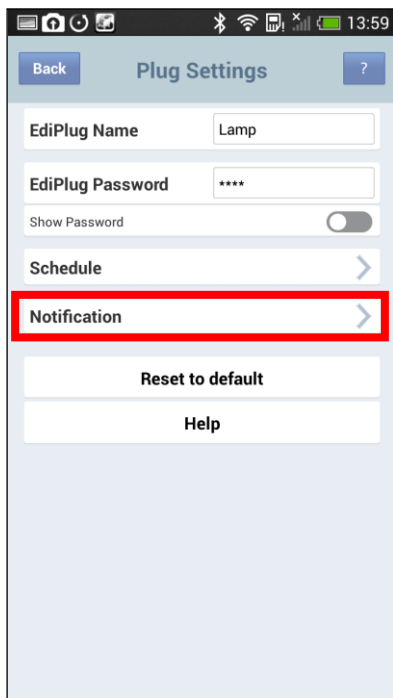 13:59
Back
Plug Settings
?
EdiPlug Name
Lamp
EdiPlug Password
****
Show Password
Schedule
Notification
Reset to default
Help